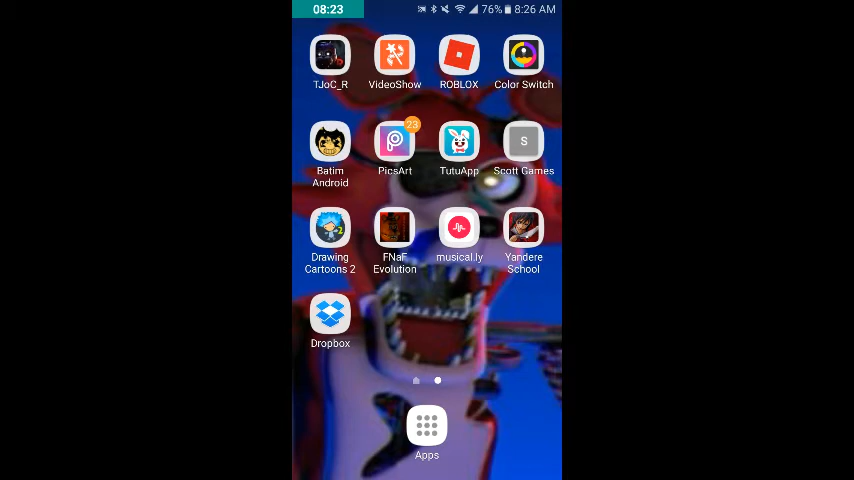 08:23
76% 8:26 AM
TJoC_R
VideoShow
ROBLOX
Color Switch
23
S
Batim
Android
PicsArt
TutuApp
Scott Games
2
Drawing
Cartoons 2
FNaF
Evolution
musical.ly
Yandere
School
Dropbox
Apps